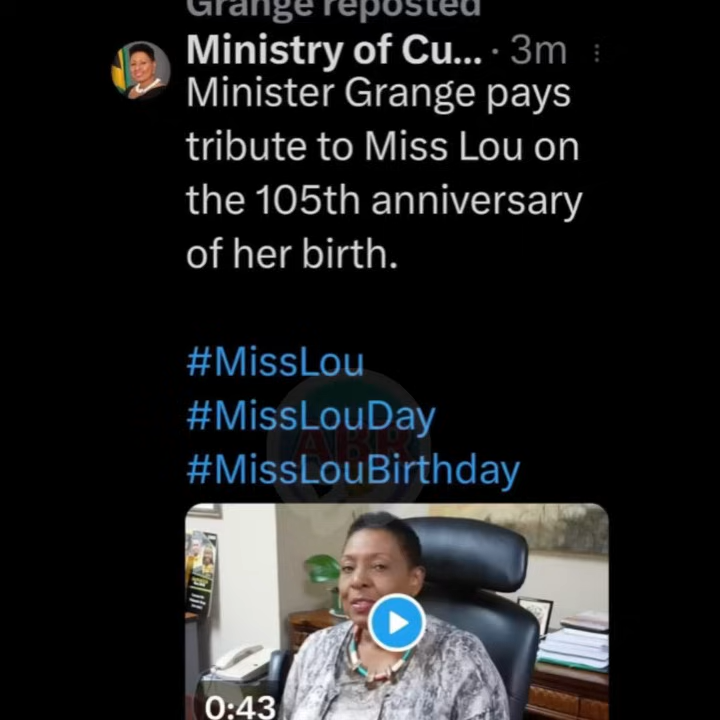 Grange reposted
Ministry of Cu... · 3m
Minister Grange pays
tribute to Miss Lou on
the 105th anniversary
of her birth.
#MissLou
#MissLouDay
ABR
#MissLouBirthday
0:43